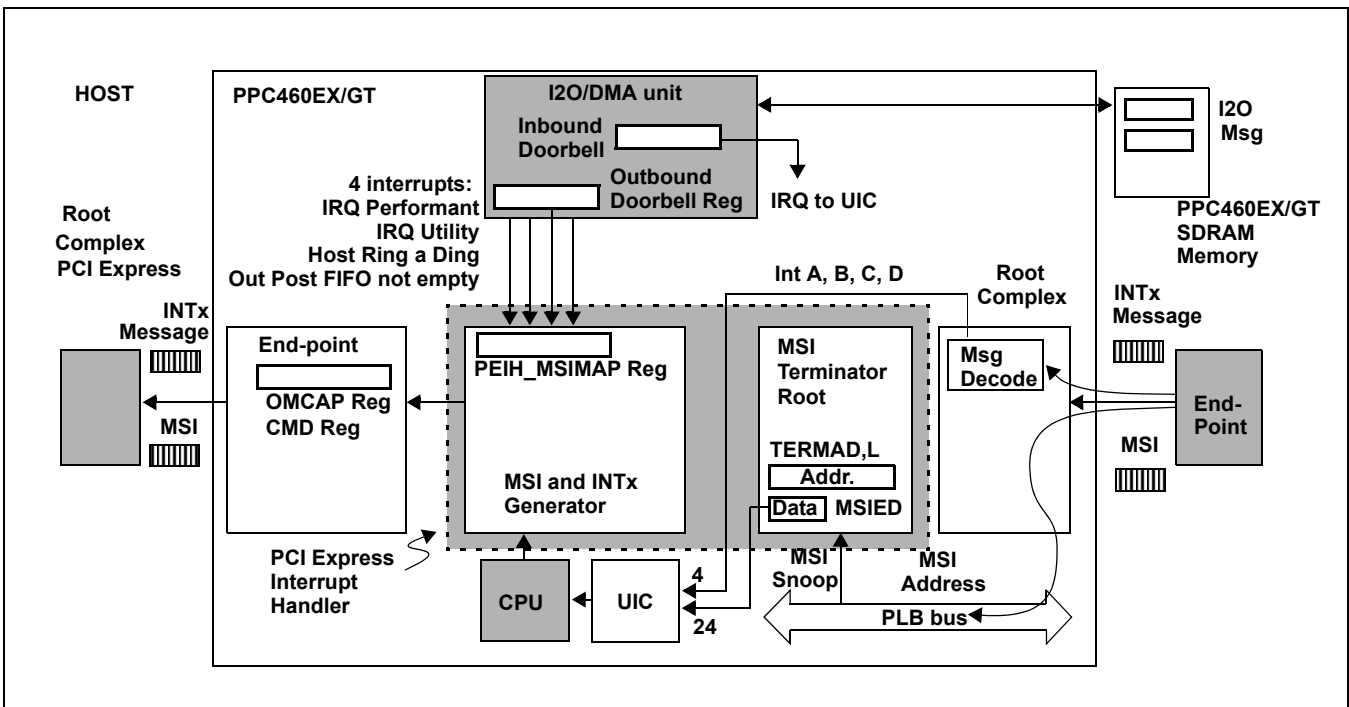 HOST
PPC460EX/GT
I2O/DMA unit
Inbound
Doorbell
Outbound
Doorbell Reg
IRQ to UIC
I2O
Msg
PPC460EX/GT
SDRAM
Memory
4 interrupts:
IRQ Performant
IRQ Utility
Host Ring a Ding
Out Post FIFO not empty
Root
Complex
PCI Express
INTx
Message
MSI
End-point
OMCAP Reg
CMD Reg
PEIH_MSIMAP Reg
MSI and INTx
Generator
Int A, B, C, D
MSI
Terminator
Root
TERMAD,L
Addr.
Data
MSIED
Root
Complex
Msg
Decode
INTx
Message
MSI
End-
Point
PCI Express
Interrupt
Handler
CPU
UIC
4
24
MSI
Snoop
MSI
Address
PLB bus